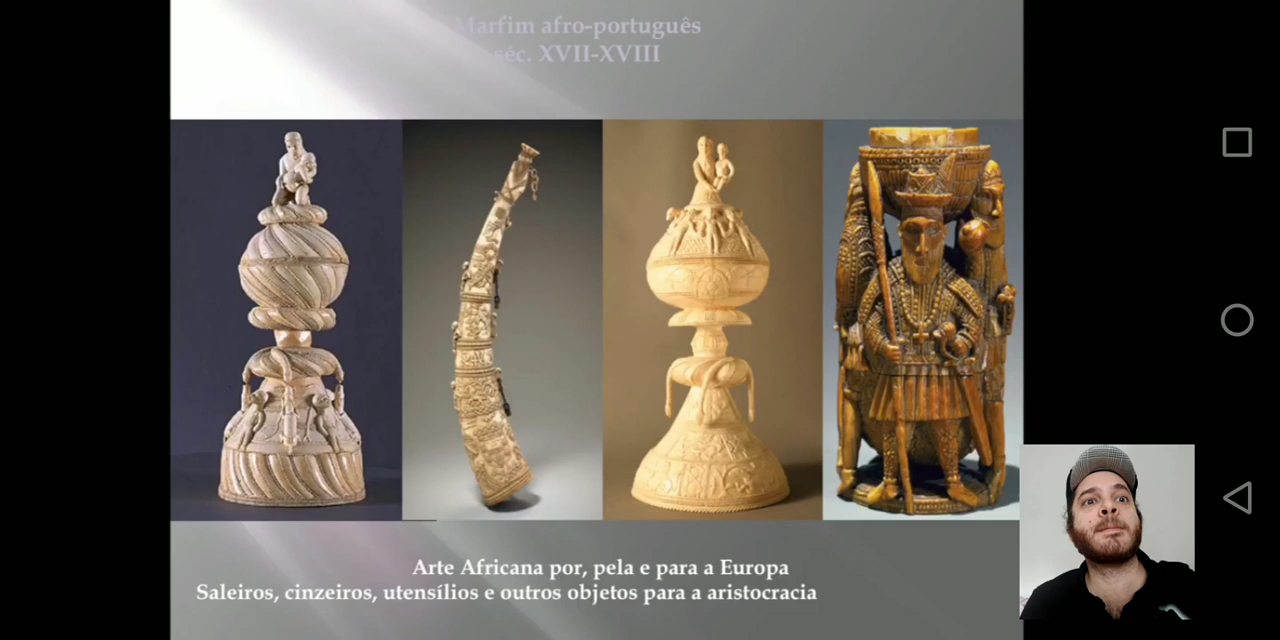 Marfim afro-português
séc. XVII-XVIII
Arte Africana por, pela e para a Europa
Saleiros, cinzeiros, utensílios e outros objetos para a aristocracia